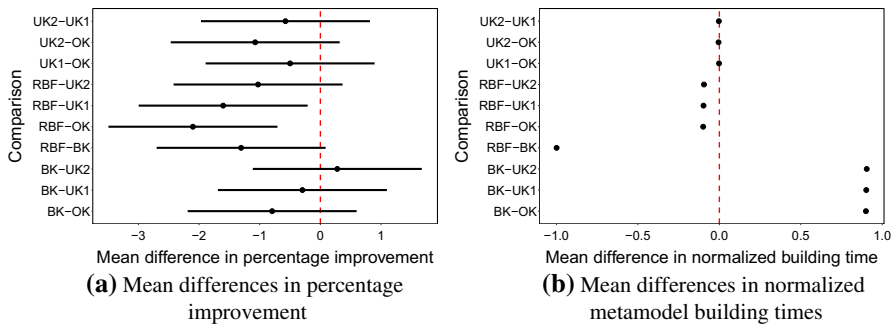 Comparison
UK2−UK1
UK2−OK
UK1−OK
RBF−UK2
RBF−UK1
RBF−OK
RBF−BK
BK−UK2
BK−UK1
BK−OK
−3 −2 −1 0 1
Mean difference in percentage improvement
(a) Mean differences in percentage
improvement
Comparison
UK2−UK1
UK2−OK
UK1−OK
RBF−UK2
RBF−UK1
RBF−OK
RBF−BK
BK−UK2
BK−UK1
BK−OK
−1.0 −0.5 0.0 0.5 1.0
Mean difference in normalized building time
(b) Mean differences in normalized
metamodel building times